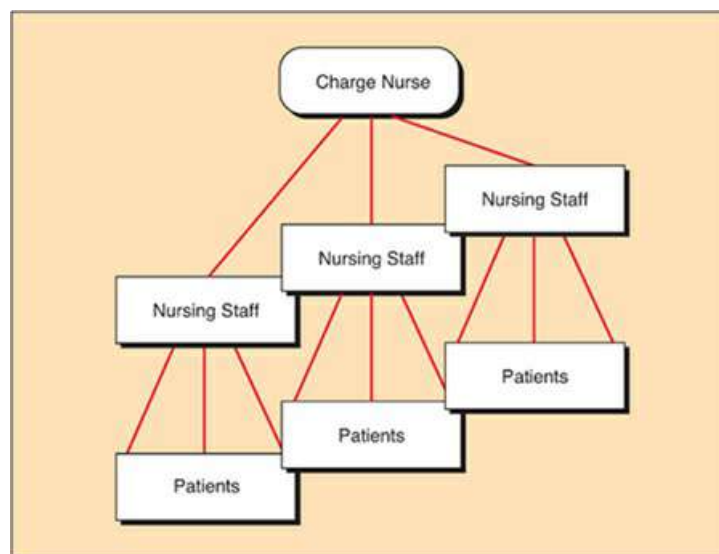 Charge Nurse
Nursing Staff
Nursing Staff
Nursing Staff
Patients
Patients
Patients